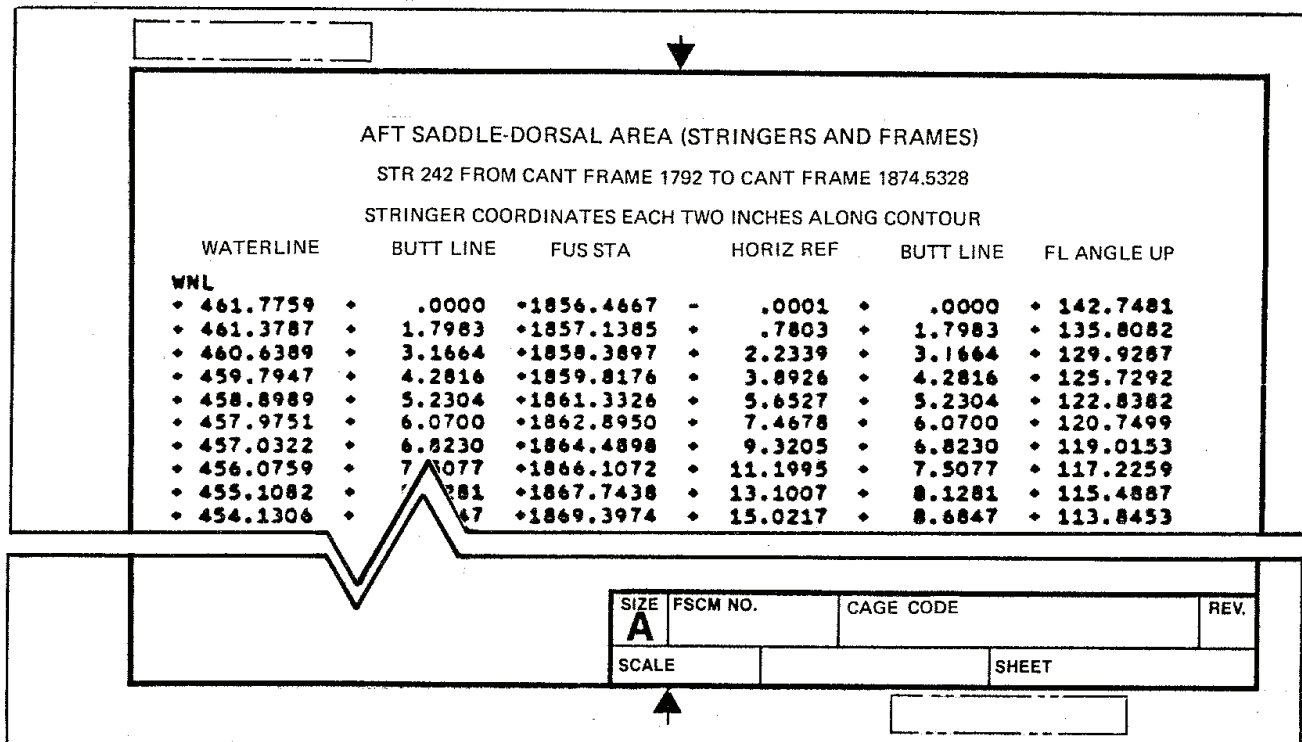 AFT SADDLE-DORSAL AREA (STRINGERS AND FRAMES)
STR 242 FROM CANT FRAME 1792 TO CANT FRAME 1874.5328
STRINGER COORDINATES EACH TWO INCHES ALONG CONTOUR
WATERLINE BUTT LINE FUS STA HORIZ REF BUTT LINE FL ANGLE UP
WNL
+ 461.7759 + .0000 +1856.4667 - .0001 + .0000 + 142.7481
+ 461.3787 + 1.7983 +1857.1385 + .7803 + 1.7983 + 135.8082
+ 460.6389 + 3.1664 +1858.3897 + 2.2339 + 3.1664 + 129.9287
+ 459.7947 + 4.2816 +1859.8176 + 3.8926 + 4.2816 + 125.7292
+ 458.8989 + 5.2304 +1861.3326 + 5.6527 + 5.2304 + 122.8382
+ 457.9751 + 6.0700 +1862.8950 + 7.4678 + 6.0700 + 120.7499
+ 457.0322 + 6.8230 +1864.4898 + 9.3205 + 6.8230 + 119.0153
+ 456.0759 + 7.5077 +1866.1072 + 11.1995 + 7.5077 + 117.2259
+ 455.1082 + 281 +1867.7438 + 13.1007 + 8.1281 + 115.4887
+ 454.1306 + 47 +1869.3974 + 15.0217 + 8.6847 + 113.8453
SIZE FSCM NO. CAGE CODE REV.
A
SCALE SHEET